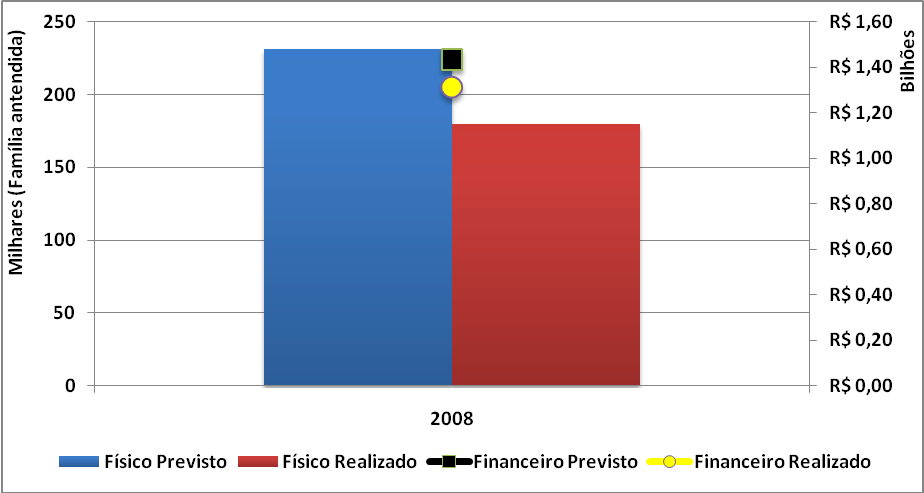 Milhares (Família antendida)
250
200
150
100
50
0
R$ 1,60
R$ 1,40
R$ 1,20
R$ 1,00
R$ 0,80
R$ 0,60
R$ 0,40
R$ 0,20
R$ 0,00
Bilhões
2008
Físico Previsto Físico Realizado Financeiro Previsto Financeiro Realizado